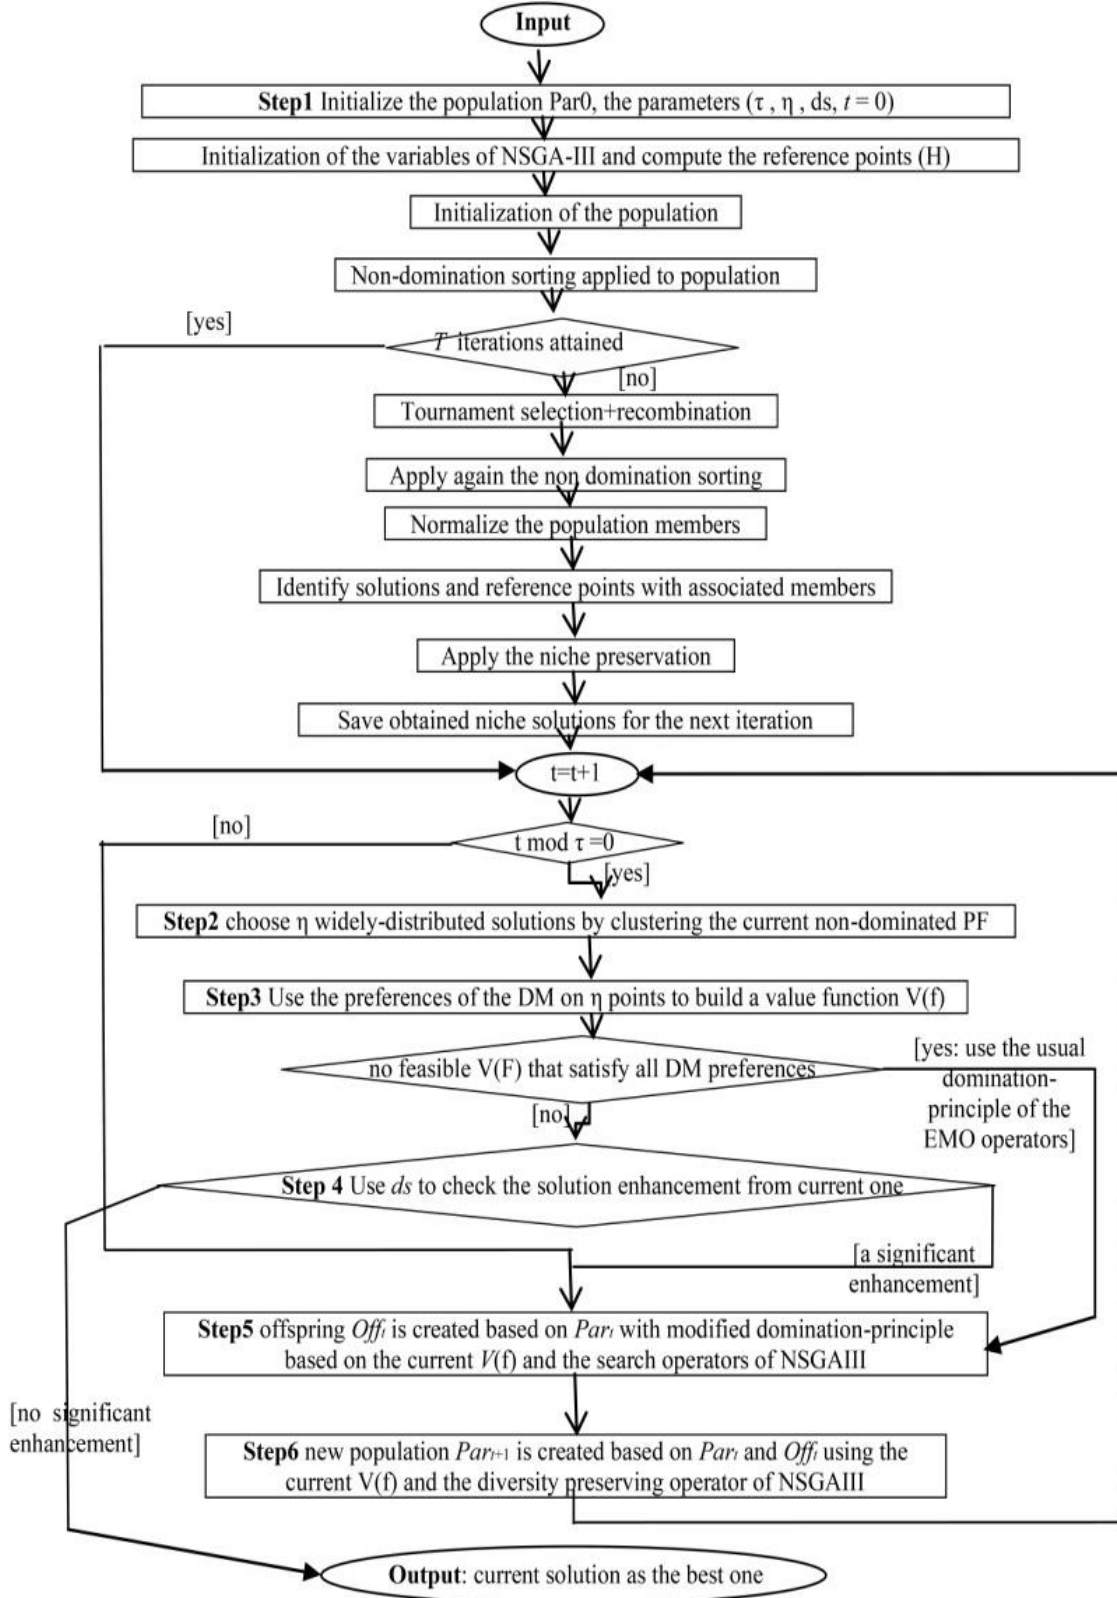 Input
Step1 Initialize the population Par0, the parameters (τ , η , ds, t = 0)
Initialization of the variables of NSGA-III and compute the reference points (H)
Initialization of the population
Non-domination sorting applied to population
[yes]
T iterations attained
[no]
Tournament selection+recombination
Apply again the non domination sorting
Normalize the population members
Identify solutions and reference points with associated members
Apply the niche preservation
Save obtained niche solutions for the next iteration
t=t+1
[no]
t mod τ =0
[yes]
Step2 choose η widely-distributed solutions by clustering the current non-dominated PF
Step3 Use the preferences of the DM on η points to build a value function V(f)
no feasible V(F) that satisfy all DM preferences
[yes: use the usual
domination-
principle of the
EMO operators]
[no]
Step 4 Use ds to check the solution enhancement from current one
[a significant
enhancement]
Step5 offspring Offₜ is created based on Parₜ with modified domination-principle
based on the current V(f) and the search operators of NSGAIII
[no significant
enhancement]
Step6 new population Parₜ₊₁ is created based on Parₜ and Offₜ using the
current V(f) and the diversity preserving operator of NSGAIII
Output: current solution as the best one